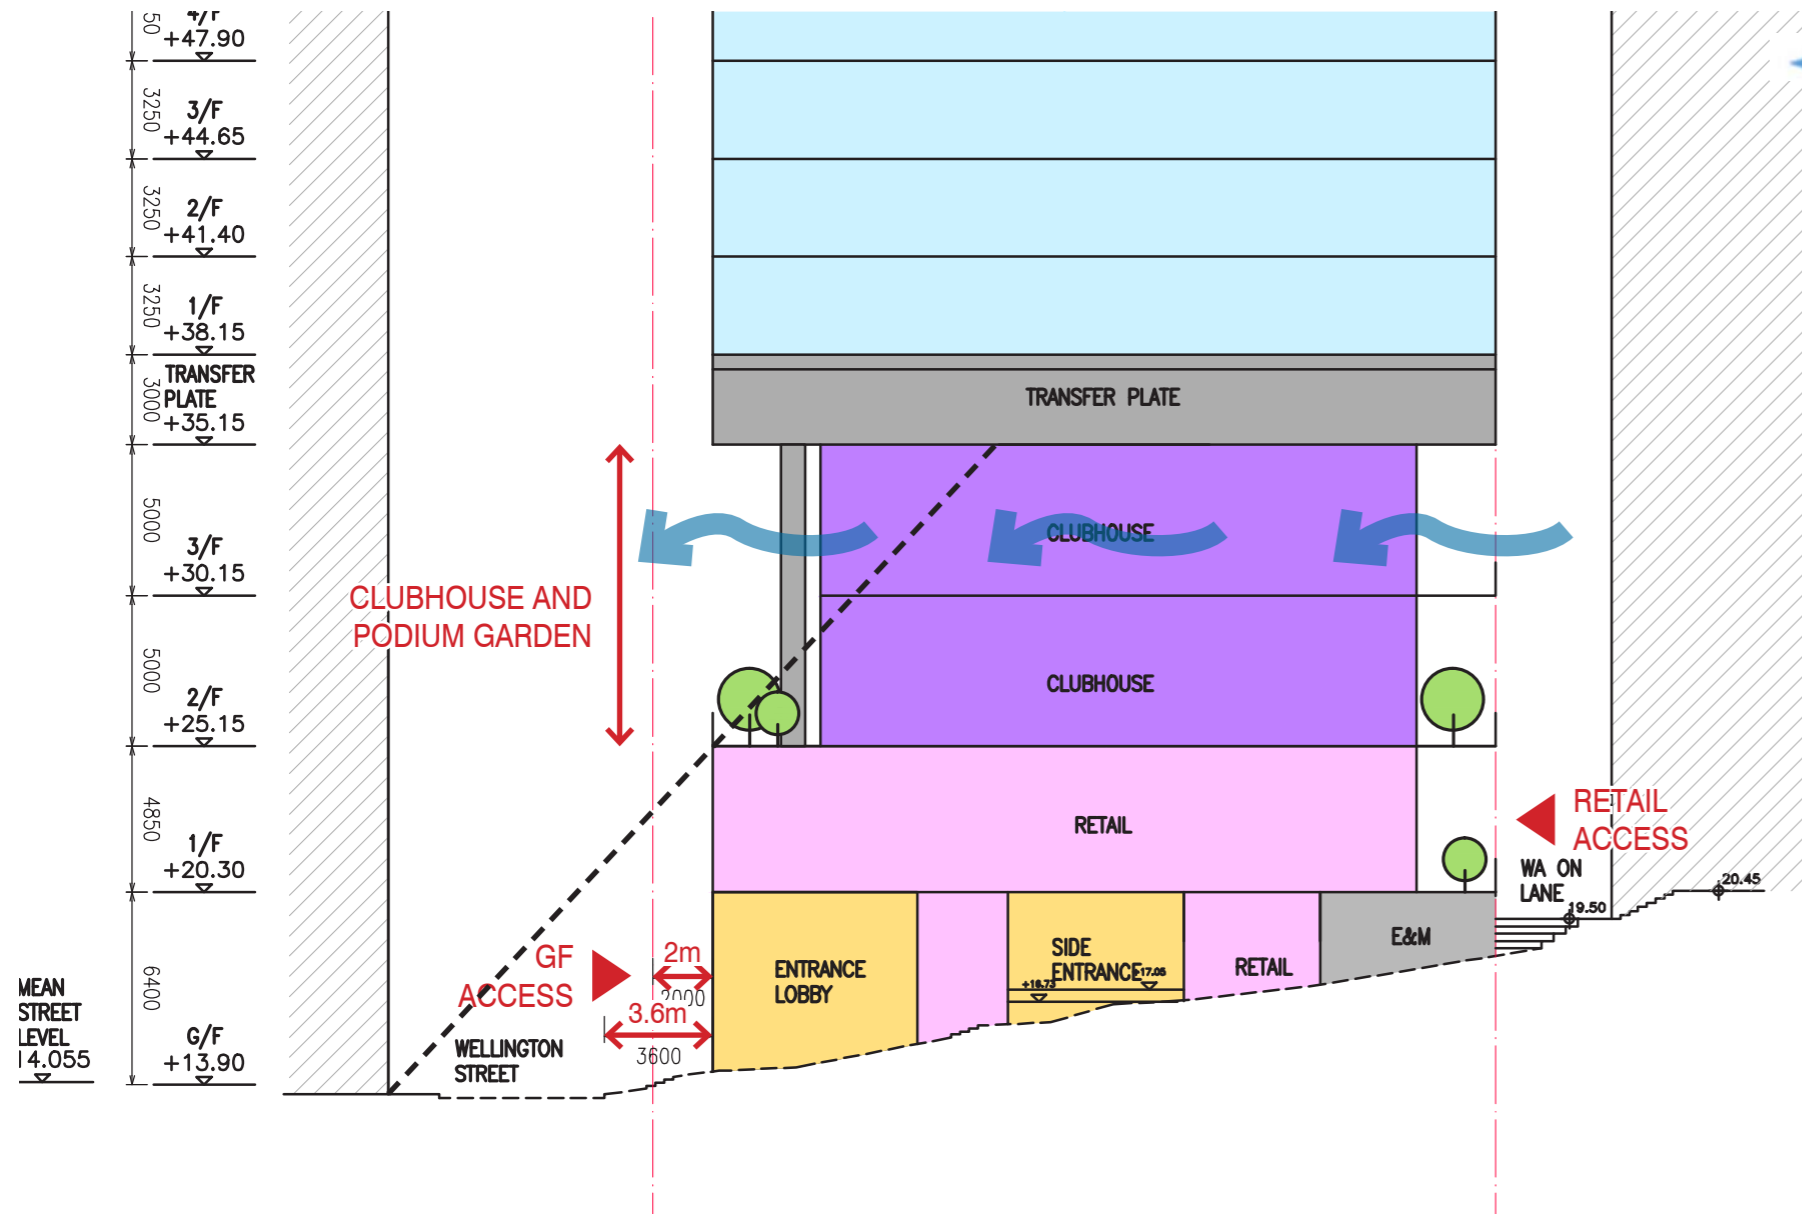 4/F
+47.90
50
3250
3/F
+44.65
3250
2/F
+41.40
3250
1/F
+38.15
3000
TRANSFER
PLATE
+35.15
TRANSFER PLATE
5000
3/F
+30.15
CLUBHOUSE
CLUBHOUSE AND
PODIUM GARDEN
5000
2/F
+25.15
CLUBHOUSE
4850
1/F
+20.30
RETAIL
RETAIL
ACCESS
WA ON
LANE
20.45
19.50
6400
GF
ACCESS
2m
2000
3.6m
3600
ENTRANCE
LOBBY
SIDE
ENTRANCE
+17.05
+16.73
RETAIL
E&M
MEAN
STREET
LEVEL
14.055
G/F
+13.90
WELLINGTON
STREET